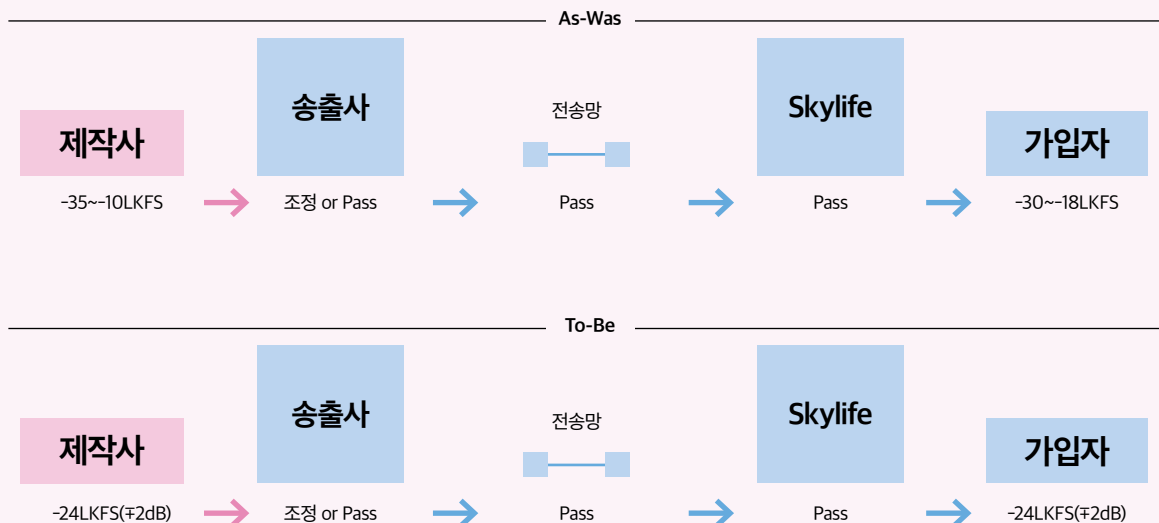 As-Was
제작사
송출사
전송망
Skylife
가입자
-35~-10LKFS
조정 or Pass
Pass
Pass
-30~-18LKFS
To-Be
제작사
송출사
전송망
Skylife
가입자
-24LKFS(∓2dB)
조정 or Pass
Pass
Pass
-24LKFS(∓2dB)